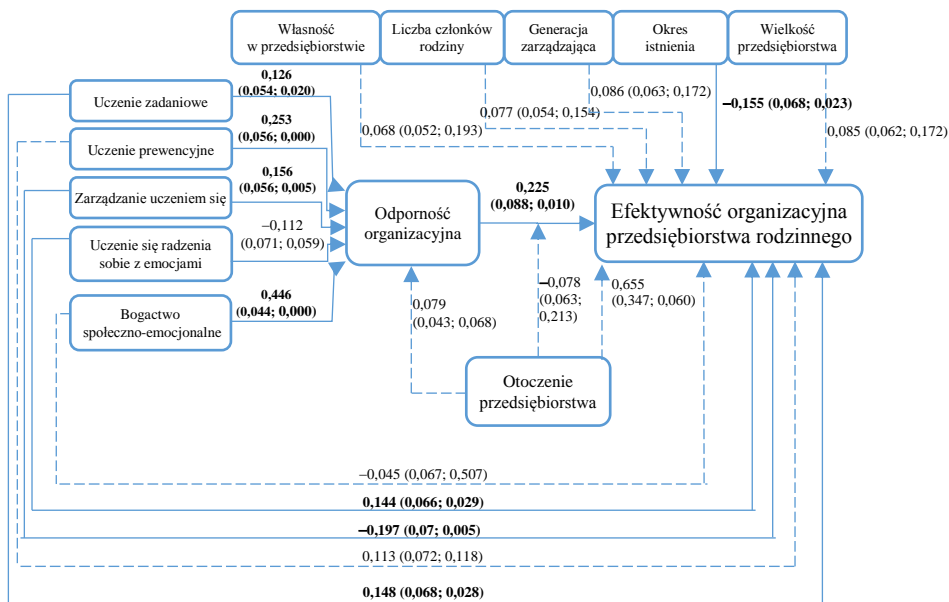 Własność
w przedsiębiorstwie
Liczba członków
rodziny
Generacja
zarządzająca
Okres
istnienia
Wielkość
przedsiębiorstwa
0,126
(0,054; 0,020)
Uczenie zadaniowe
0,086 (0,063; 0,172)
0,077 (0,054; 0,154)
–0,155 (0,068; 0,023)
0,068 (0,052; 0,193)
0,085 (0,062; 0,172)
0,253
(0,056; 0,000)
Uczenie prewencyjne
0,156
(0,056; 0,005)
Zarządzanie uczeniem się
–0,112
(0,071; 0,059)
Uczenie się radzenia
sobie z emocjami
0,446
(0,044; 0,000)
Bogactwo
społeczno-emocjonalne
Odporność
organizacyjna
0,225
(0,088; 0,010)
Efektywność organizacyjna
przedsiębiorstwa rodzinnego
0,079
(0,043; 0,068)
–0,078
(0,063;
0,213)
0,655
(0,347; 0,060)
Otoczenie
przedsiębiorstwa
–0,045 (0,067; 0,507)
0,144 (0,066; 0,029)
–0,197 (0,07; 0,005)
0,113 (0,072; 0,118)
0,148 (0,068; 0,028)